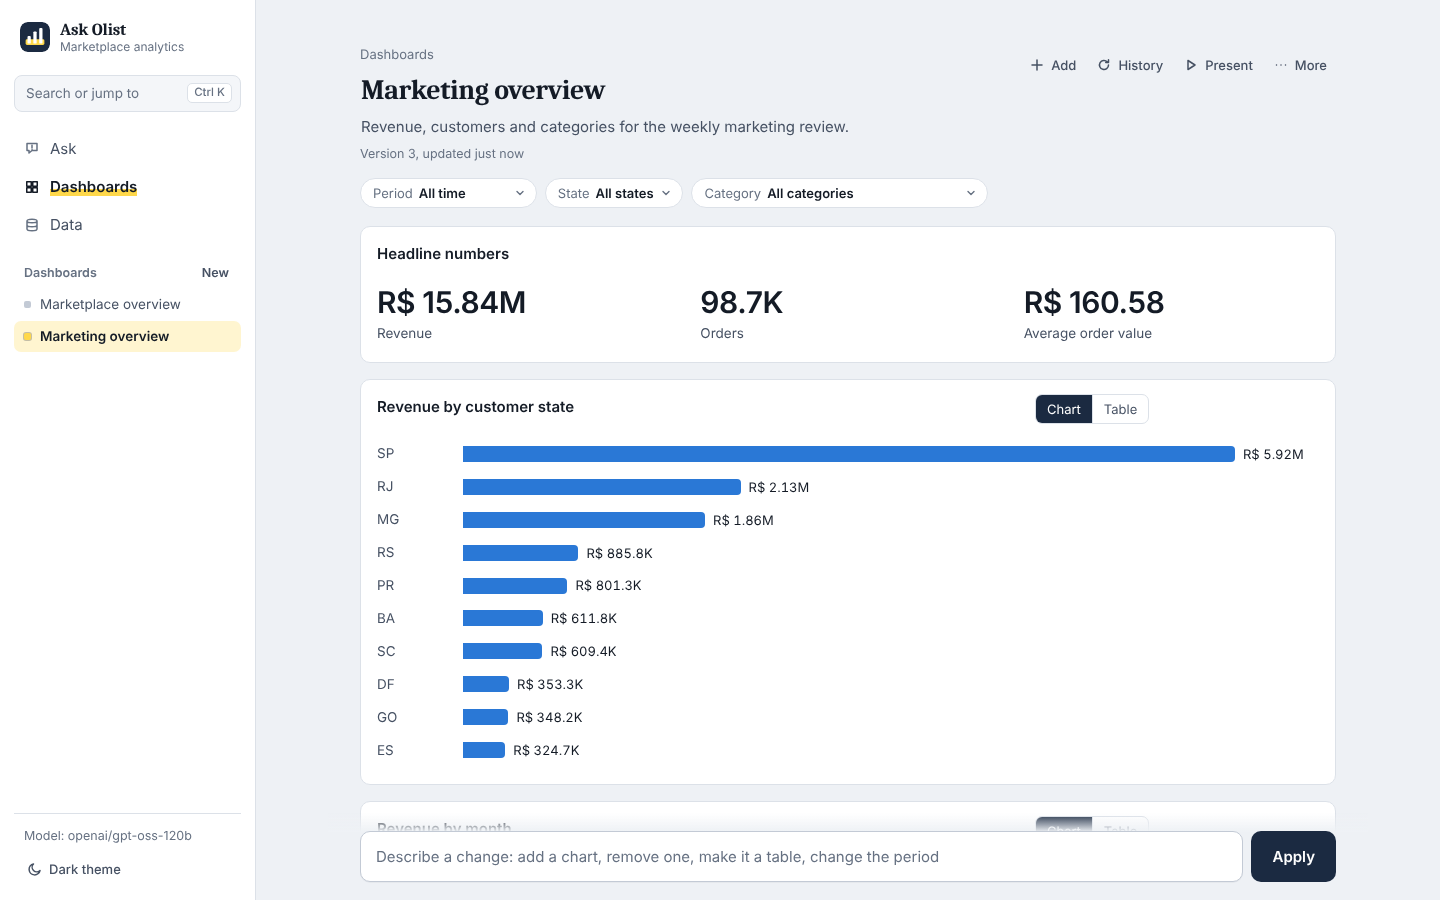 Ask Olist
Marketplace analytics
Search or jump to
Ctrl K
Ask
Dashboards
Data
Dashboards
New
Marketplace overview
Marketing overview
Model: openai/gpt-oss-120b
Dark theme
Dashboards
Marketing overview
Revenue, customers and categories for the weekly marketing review.
Version 3, updated just now
Add
History
Present
More
Period All time
State All states
Category All categories
Headline numbers
R$ 15.84M
Revenue
98.7K
Orders
R$ 160.58
Average order value
Revenue by customer state
Chart
Table
SP R$ 5.92M
RJ R$ 2.13M
MG R$ 1.86M
RS R$ 885.8K
PR R$ 801.3K
BA R$ 611.8K
SC R$ 609.4K
DF R$ 353.3K
GO R$ 348.2K
ES R$ 324.7K
Revenue by month
Chart
Table
Describe a change: add a chart, remove one, make it a table, change the period
Apply